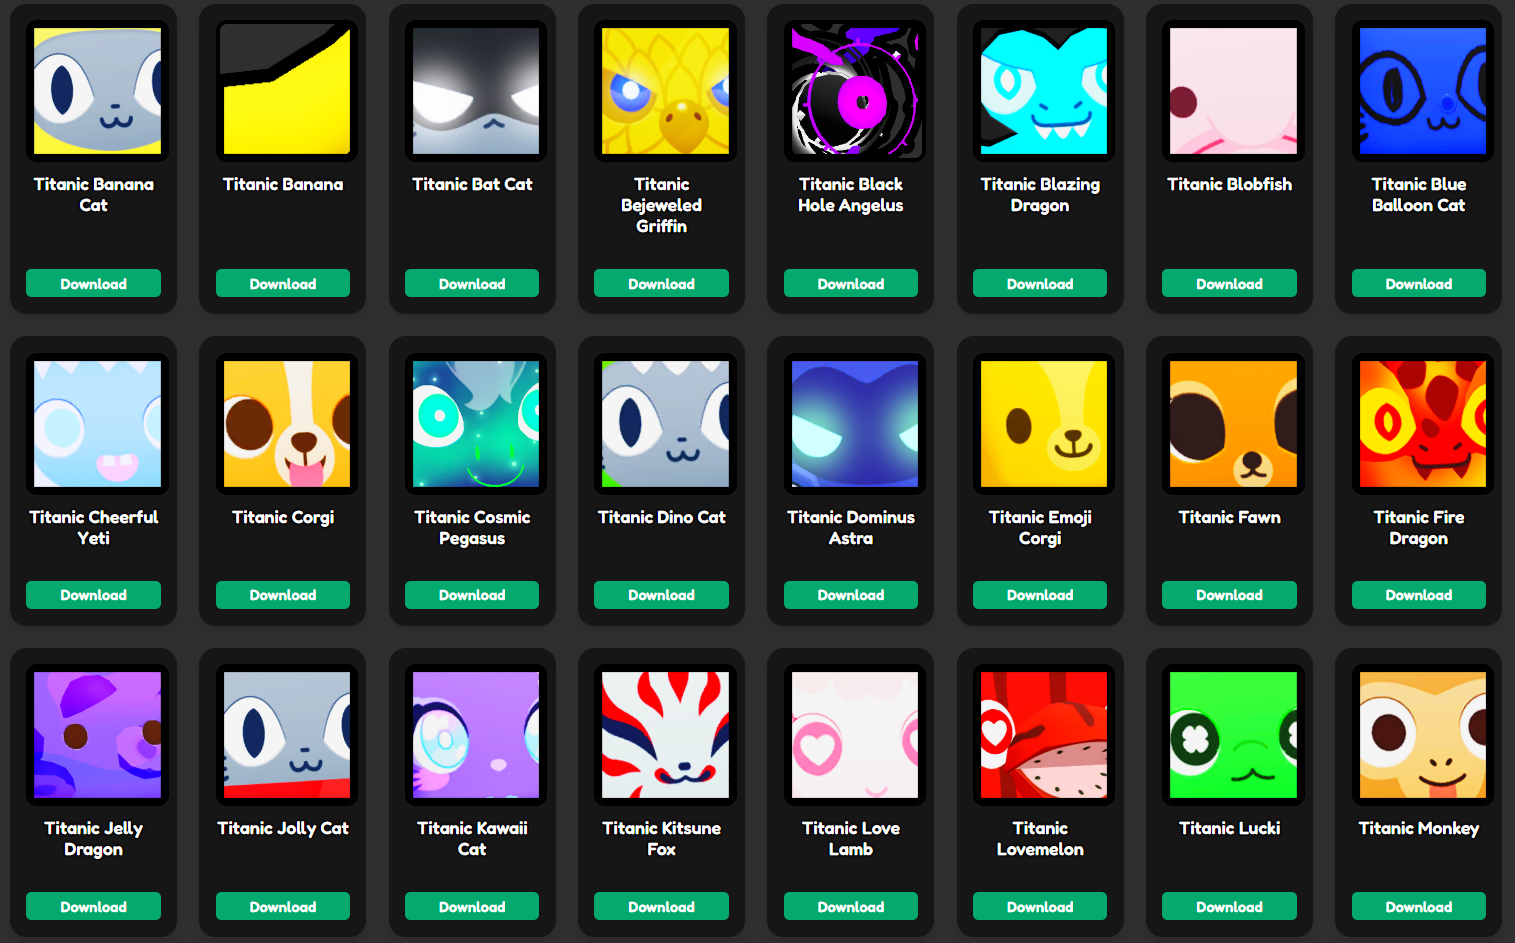 Titanic Banana
Cat
Download
Titanic Banana
Download
Titanic Bat Cat
Download
Titanic
Bejeweled
Griffin
Download
Titanic Black
Hole Angelus
Download
Titanic Blazing
Dragon
Download
Titanic Blobfish
Download
Titanic Blue
Balloon Cat
Download
Titanic Cheerful
Yeti
Download
Titanic Corgi
Download
Titanic Cosmic
Pegasus
Download
Titanic Dino Cat
Download
Titanic Dominus
Astra
Download
Titanic Emoji
Corgi
Download
Titanic Fawn
Download
Titanic Fire
Dragon
Download
Titanic Jelly
Dragon
Download
Titanic Jolly Cat
Download
Titanic Kawaii
Cat
Download
Titanic Kitsune
Fox
Download
Titanic Love
Lamb
Download
Titanic
Lovemelon
Download
Titanic Lucki
Download
Titanic Monkey
Download